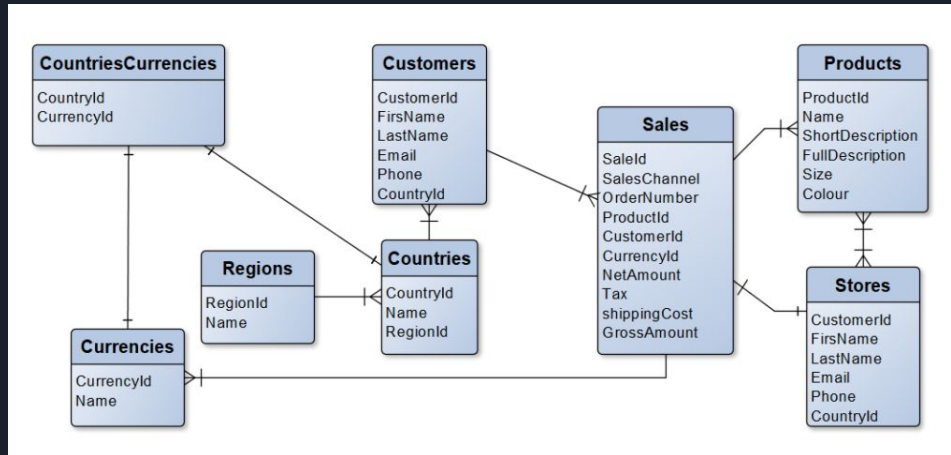 CountriesCurrencies
CountryId
CurrencyId
Customers
CustomerId
FirsName
LastName
Email
Phone
CountryId
Products
ProductId
Name
ShortDescription
FullDescription
Size
Colour
Sales
SaleId
SalesChannel
OrderNumber
ProductId
CustomerId
CurrencyId
NetAmount
Tax
shippingCost
GrossAmount
Regions
RegionId
Name
Countries
CountryId
Name
RegionId
Stores
CustomerId
FirsName
LastName
Email
Phone
CountryId
Currencies
CurrencyId
Name